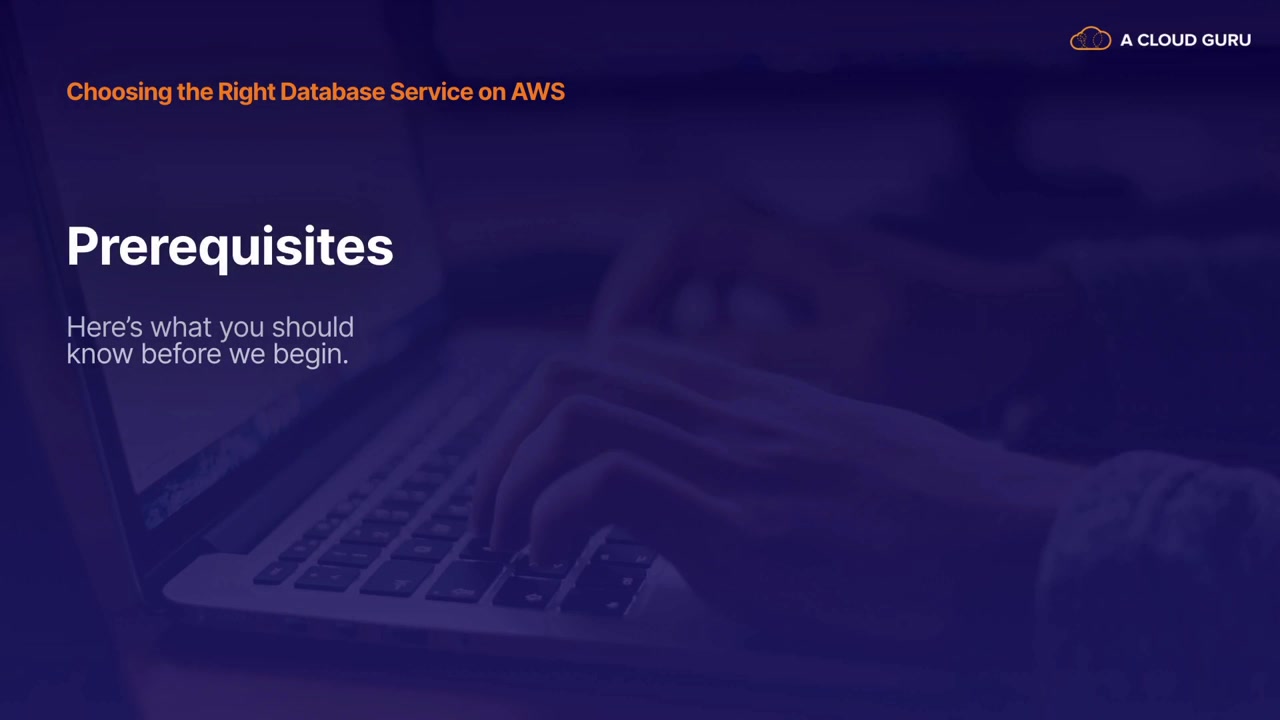 A CLOUD GURU
Choosing the Right Database Service on AWS
Prerequisites
Here’s what you should
know before we begin.